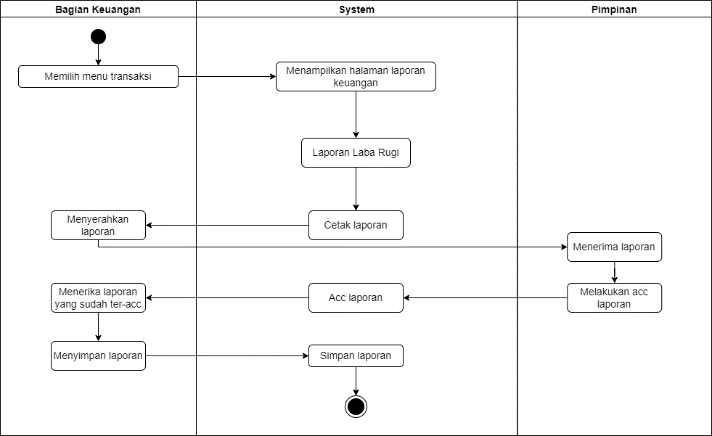 Bagian Keuangan
System
Pimpinan
Memilih menu transaksi
Menampilkan halaman laporan
keuangan
Laporan Laba Rugi
Cetak laporan
Menyerahkan
laporan
Menerima laporan
Melakukan acc
laporan
Acc laporan
Menerika laporan
yang sudah ter-acc
Menyimpan laporan
Simpan laporan